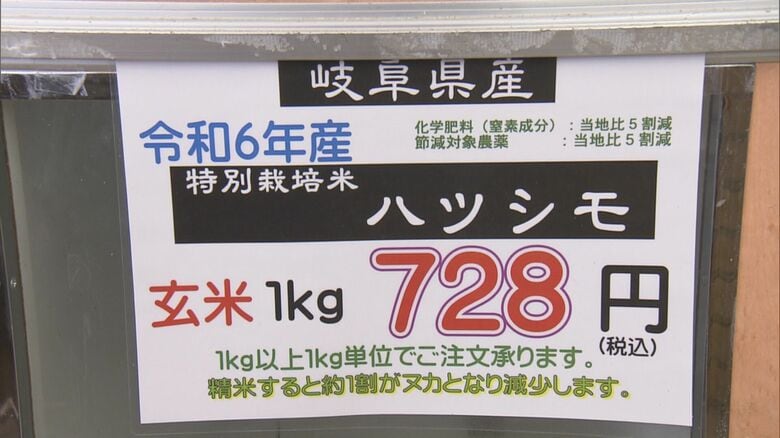 岐阜県産
令和6年産
化学肥料（窒素成分）：当地比5割減
節減対象農薬　　　　：当地比5割減
特別栽培米
ハツシモ
玄米 1kg 728円
(税込)
1kg以上1kg単位でご注文承ります。
精米すると約1割がヌカとなり減少します。